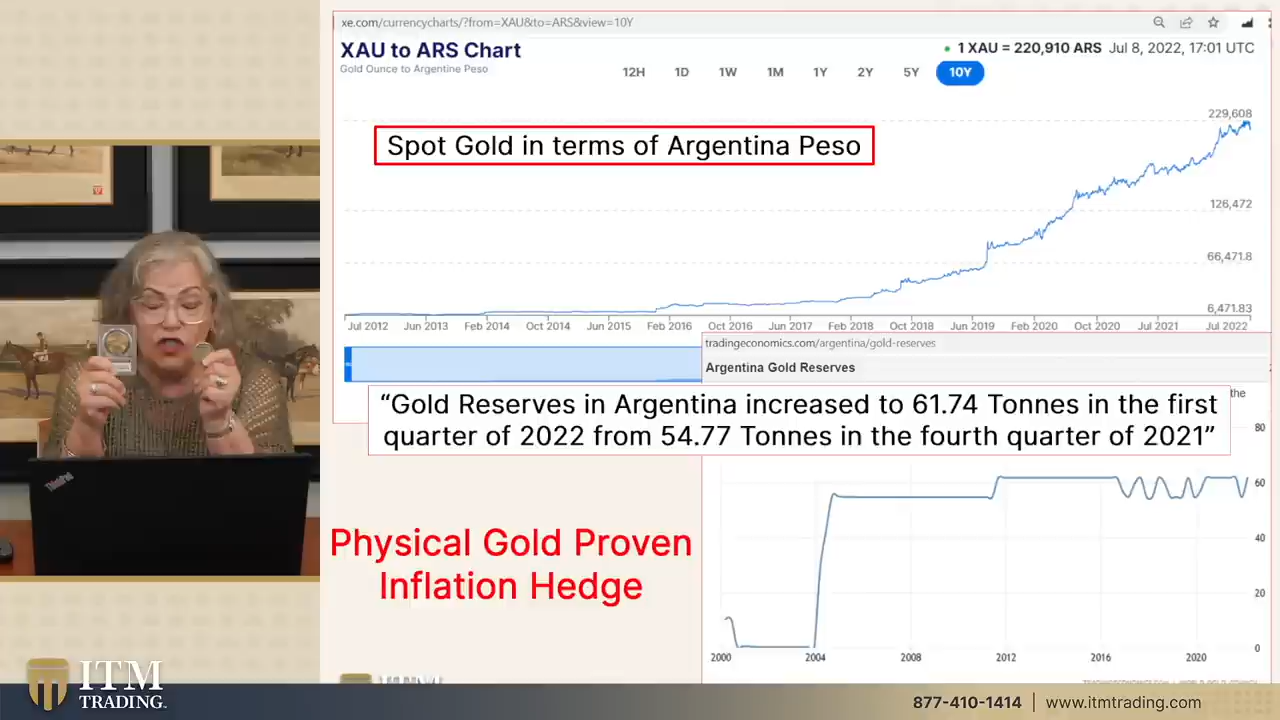 xe.com/currencycharts/?from=XAU&to=ARS&view=10Y
XAU to ARS Chart
Gold Ounce to Argentine Peso
1 XAU = 220,910 ARS Jul 8, 2022, 17:01 UTC
12H 1D 1W 1M 1Y 2Y 5Y 10Y
Spot Gold in terms of Argentina Peso
229,608
126,472
66,471.8
6,471.83
Jul 2012 Jun 2013 Feb 2014 Oct 2014 Jun 2015 Feb 2016 Oct 2016 Jun 2017 Feb 2018 Oct 2018 Jun 2019 Feb 2020 Oct 2020 Jul 2021 Jul 2022
tradingeconomics.com/argentina/gold-reserves
Argentina Gold Reserves
the
“Gold Reserves in Argentina increased to 61.74 Tonnes in the first
quarter of 2022 from 54.77 Tonnes in the fourth quarter of 2021”
80
60
40
20
0
2000 2004 2008 2012 2016 2020
Physical Gold Proven
Inflation Hedge
ThinkPad
ITM
TRADING
877-410-1414 | www.itmtrading.com